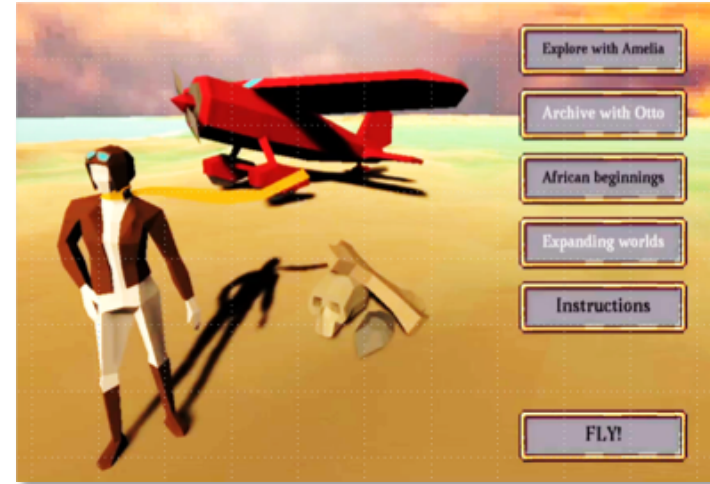 Explore with Amelia
Archive with Otto
African beginnings
Expanding worlds
Instructions
FLY!